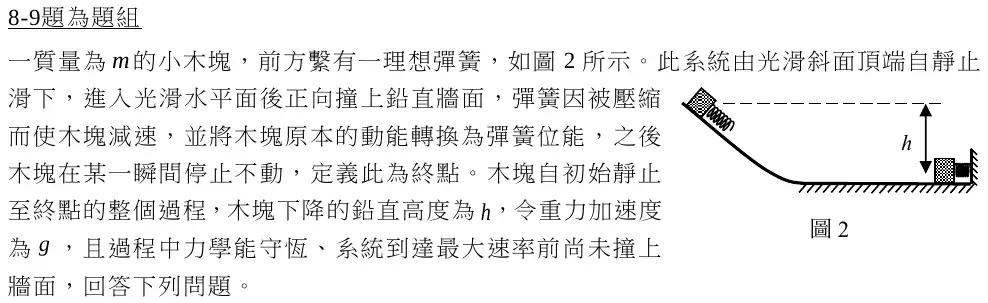 8-9題為題組
一質量為 m的小木塊，前方繫有一理想彈簧，如圖 2 所示。此系統由光滑斜面頂端自靜止
滑下，進入光滑水平面後正向撞上鉛直牆面，彈簧因被壓縮
而使木塊減速，並將木塊原本的動能轉換為彈簧位能，之後
木塊在某一瞬間停止不動，定義此為終點。木塊自初始靜止
至終點的整個過程，木塊下降的鉛直高度為 h，令重力加速度
為 g ，且過程中力學能守恆、系統到達最大速率前尚未撞上
牆面，回答下列問題。
h
圖 2